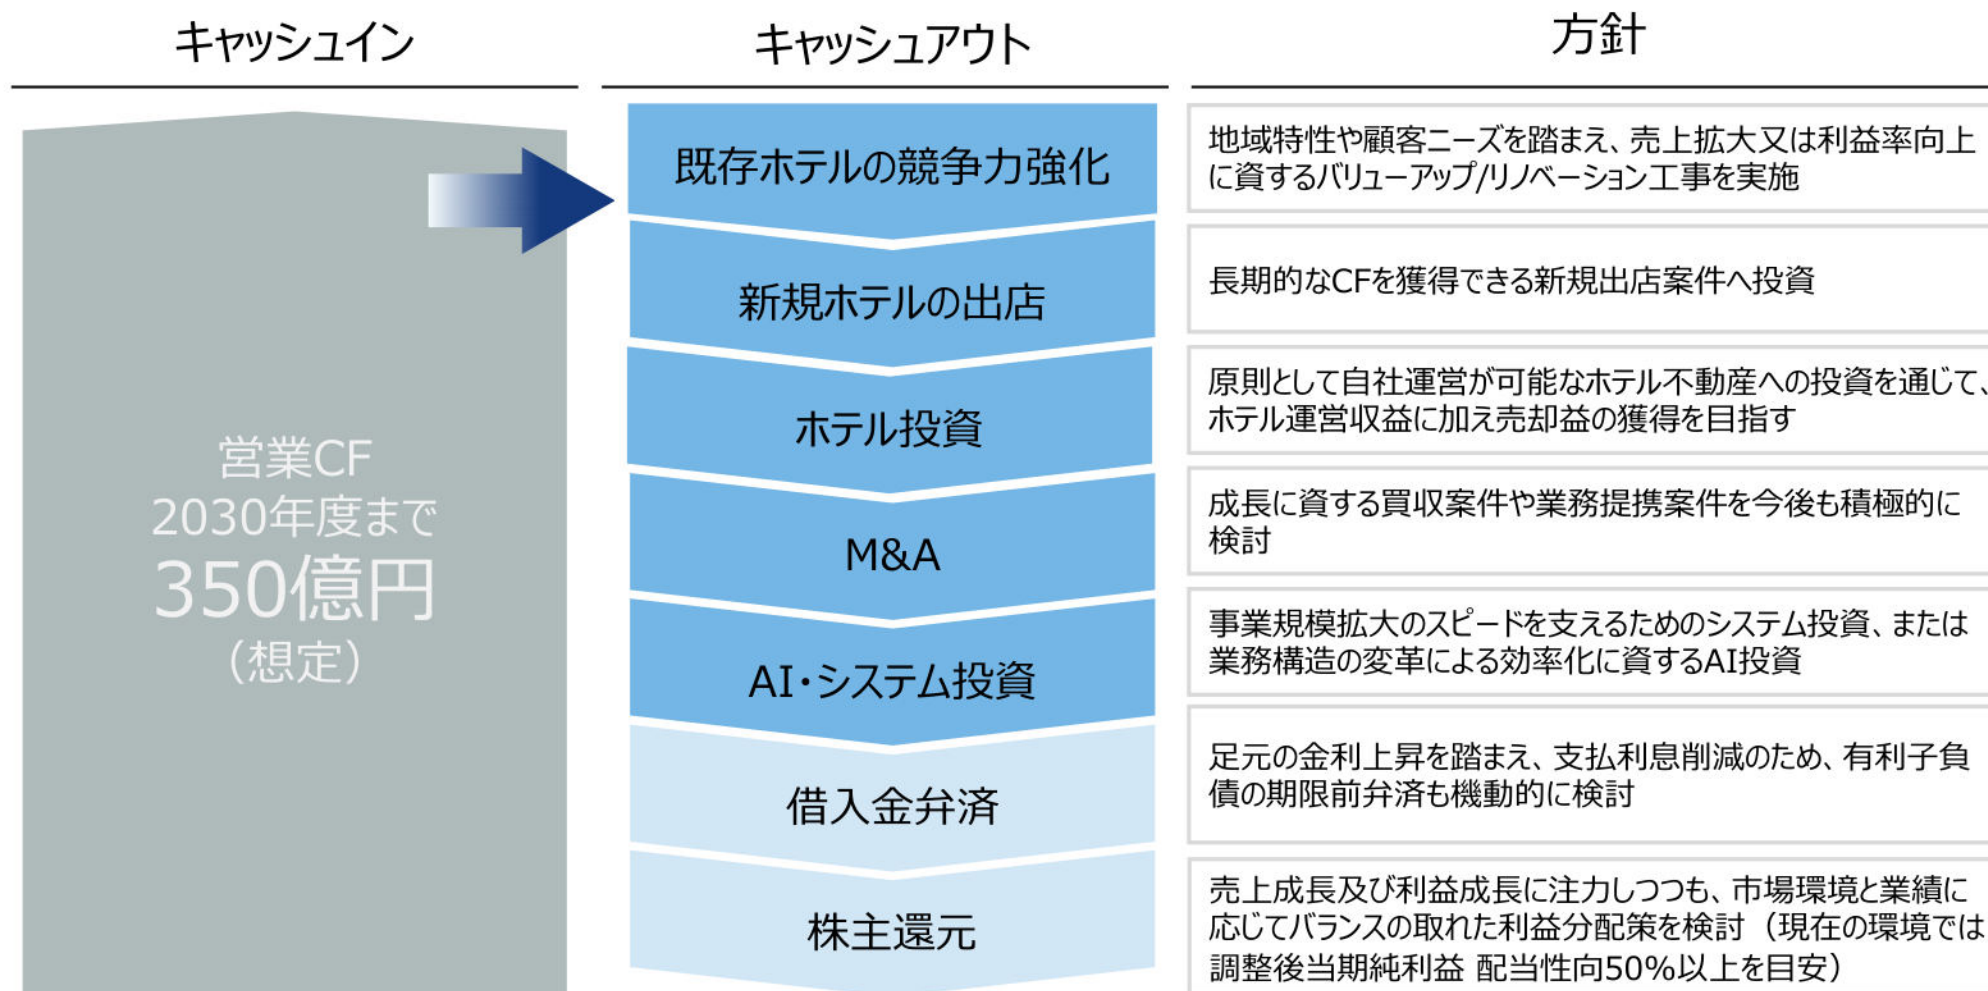 キャッシュイン
キャッシュアウト
方針
営業CF
2030年度まで
350億円
（想定）
既存ホテルの競争力強化
地域特性や顧客ニーズを踏まえ、売上拡大又は利益率向上
に資するバリューアップ/リノベーション工事を実施
新規ホテルの出店
長期的なCFを獲得できる新規出店案件へ投資
ホテル投資
原則として自社運営が可能なホテル不動産への投資を通じて、
ホテル運営収益に加え売却益の獲得を目指す
M&A
成長に資する買収案件や業務提携案件を今後も積極的に
検討
AI・システム投資
事業規模拡大のスピードを支えるためのシステム投資、または
業務構造の変革による効率化に資するAI投資
借入金弁済
足元の金利上昇を踏まえ、支払利息削減のため、有利子負
債の期限前弁済も機動的に検討
株主還元
売上成長及び利益成長に注力しつつも、市場環境と業績に
応じてバランスの取れた利益分配策を検討（現在の環境では
調整後当期純利益 配当性向50%以上を目安）